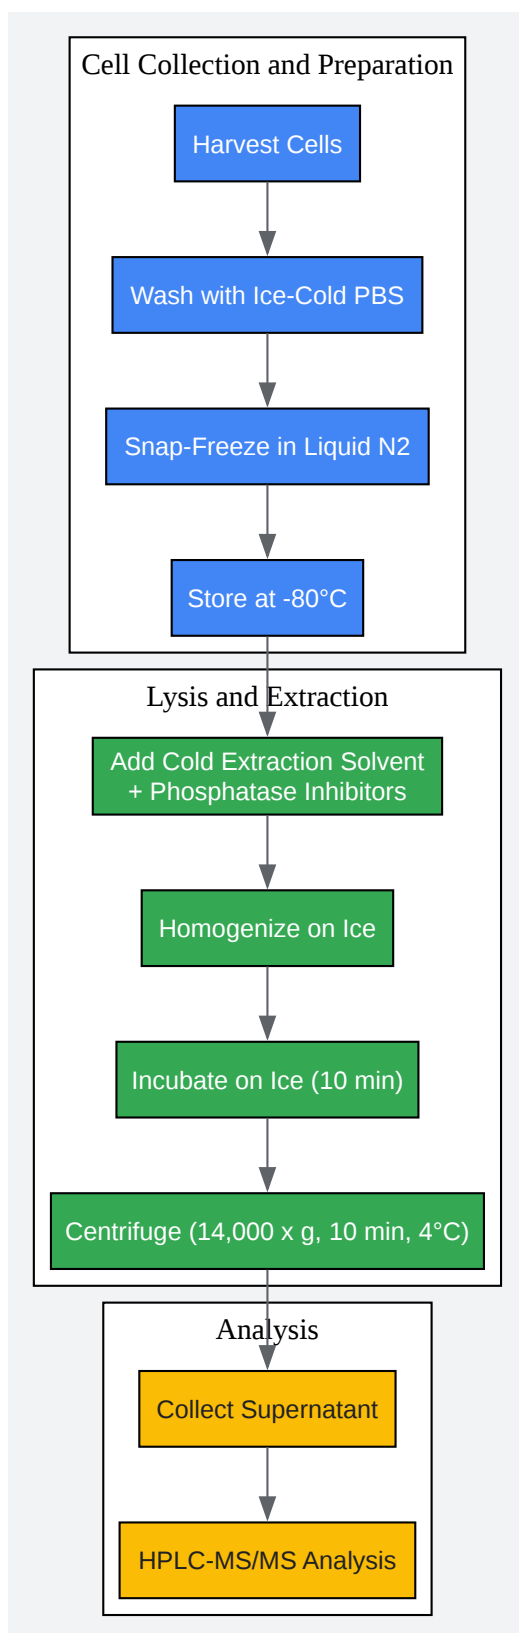 Cell Collection and Preparation
Harvest Cells
Wash with Ice-Cold PBS
Snap-Freeze in Liquid N2
Store at -80°C
Lysis and Extraction
Add Cold Extraction Solvent
+ Phosphatase Inhibitors
Homogenize on Ice
Incubate on Ice (10 min)
Centrifuge (14,000 x g, 10 min, 4°C)
Analysis
Collect Supernatant
HPLC-MS/MS Analysis